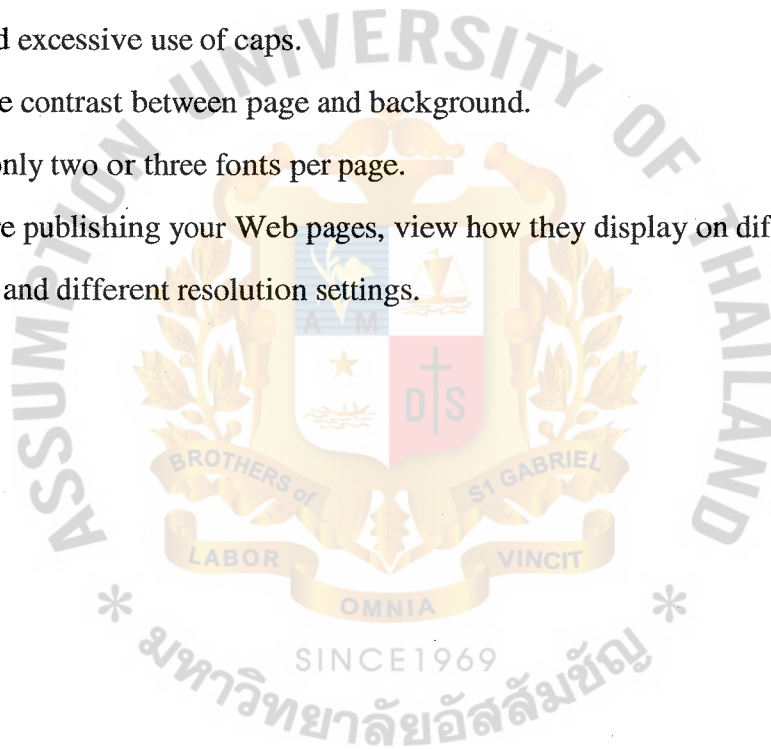 excessive use of caps.
contrast between page and background.
only two or three fonts per page.
publishing your Web pages, view how they display on
and different resolution settings.
ASSUMPTION UNIVERSITY OF THAILAND
A M
D S
BROTHERS of ST GABRIEL
LABOR
OMNIA
VINCIT
SINCE1969
* มหาวิทยาลัยอัสสัมชัญ *